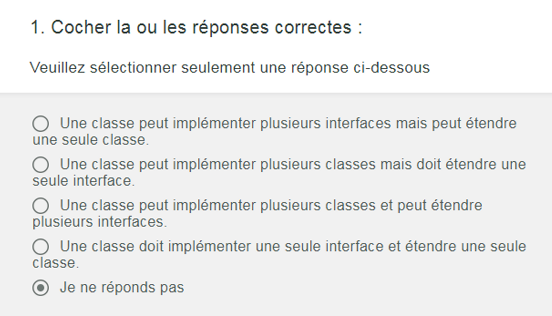 1. Cocher la ou les réponses correctes :
Veuillez sélectionner seulement une réponse ci-dessous
Une classe peut implémenter plusieurs interfaces mais peut étendre
une seule classe.
Une classe peut implémenter plusieurs classes mais doit étendre une
seule interface.
Une classe peut implémenter plusieurs classes et peut étendre
plusieurs interfaces.
Une classe doit implémenter une seule interface et étendre une seule
classe.
Je ne réponds pas